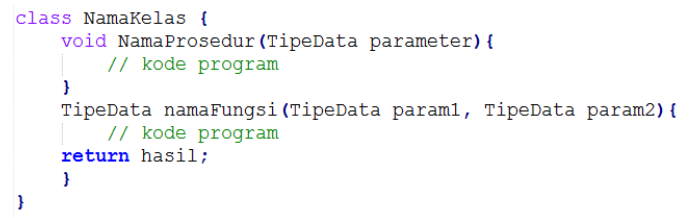 class NamaKelas {
    void NamaProsedur(TipeData parameter){
        // kode program
    }
    TipeData namaFungsi(TipeData param1, TipeData param2){
        // kode program
    return hasil;
    }
}